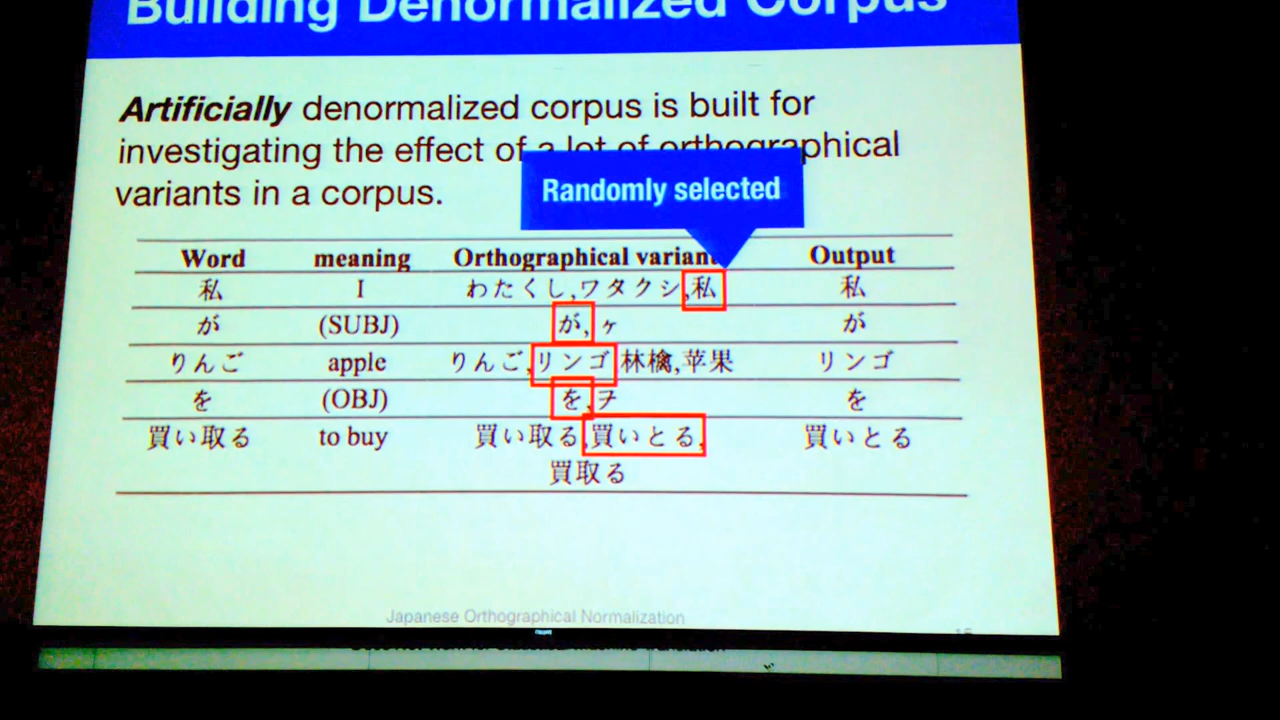 Building Denormalized Corpus
Artificially denormalized corpus is built for
investigating the effect of a lot of orthographical
variants in a corpus.
Randomly selected
Word meaning Orthographical variant Output
私 I わたくし,ワタクシ,私 私
が (SUBJ) が,ヶ が
りんご apple りんご,リンゴ,林檎,苹果 リンゴ
を (OBJ) を,ヲ を
買い取る to buy 買い取る,買いとる, 買いとる
買取る
Japanese Orthographical Normalization
15